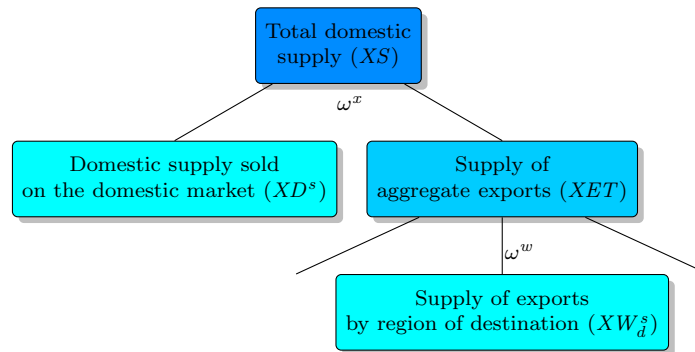 Total domestic
supply (XS)
ω^x
Domestic supply sold
on the domestic market (XD^s)
Supply of
aggregate exports (XET)
ω^w
Supply of exports
by region of destination (XW_d^s)